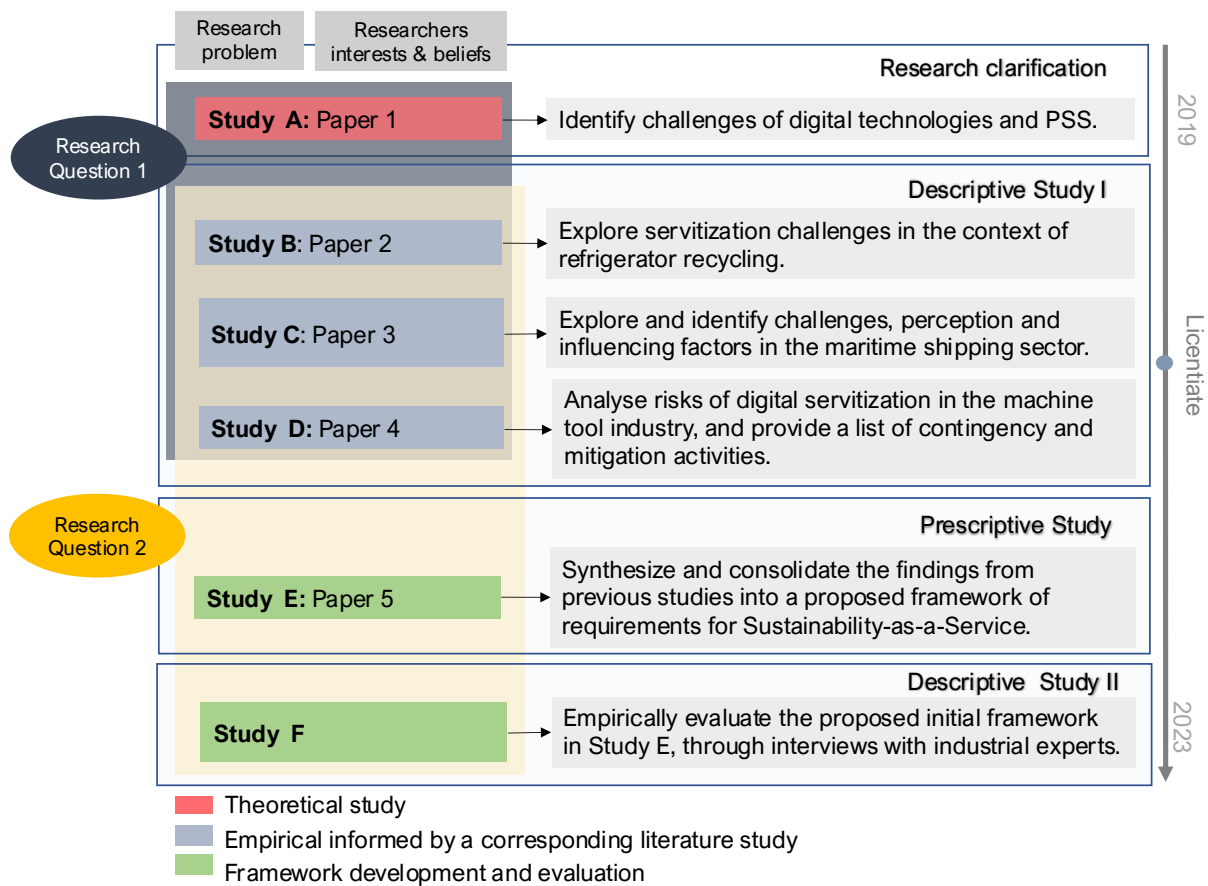 Research
problem
Researchers
interests & beliefs
Research clarification
Study A: Paper 1
Identify challenges of digital technologies and PSS.
2019
Research
Question 1
Descriptive Study I
Study B: Paper 2
Explore servitization challenges in the context of
refrigerator recycling.
Study C: Paper 3
Explore and identify challenges, perception and
influencing factors in the maritime shipping sector.
Licentiate
Study D: Paper 4
Analyse risks of digital servitization in the machine
tool industry, and provide a list of contingency and
mitigation activities.
Research
Question 2
Prescriptive Study
Study E: Paper 5
Synthesize and consolidate the findings from
previous studies into a proposed framework of
requirements for Sustainability-as-a-Service.
Descriptive Study II
Study F
Empirically evaluate the proposed initial framework
in Study E, through interviews with industrial experts.
2023
Theoretical study
Empirical informed by a corresponding literature study
Framework development and evaluation